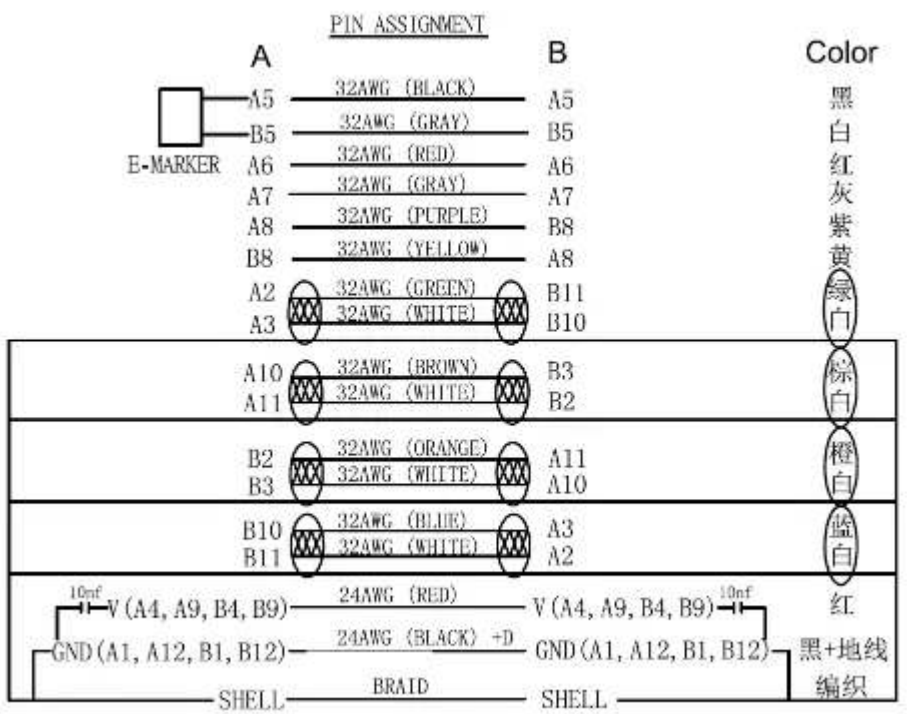 PIN ASSIGNMENT
A B Color
A5 32AWG (BLACK) A5 黑
B5 32AWG (GRAY) B5 白
E-MARKER A6 32AWG (RED) A6 红
A7 32AWG (GRAY) A7 灰
A8 32AWG (PURPLE) B8 紫
B8 32AWG (YELLOW) A8 黄
A2 32AWG (GREEN) B11 绿
A3 32AWG (WHITE) B10 白
A10 32AWG (BROWN) B3 棕
A11 32AWG (WHITE) B2 白
B2 32AWG (ORANGE) A11 橙
B3 32AWG (WHITE) A10 白
B10 32AWG (BLUE) A3 蓝
B11 32AWG (WHITE) A2 白
10nf V(A4, A9, B4, B9) 24AWG (RED) V(A4, A9, B4, B9) 10nf 红
GND(A1, A12, B1, B12) 24AWG (BLACK) +D GND(A1, A12, B1, B12) 黑+地线
SHELL BRAID SHELL 编织